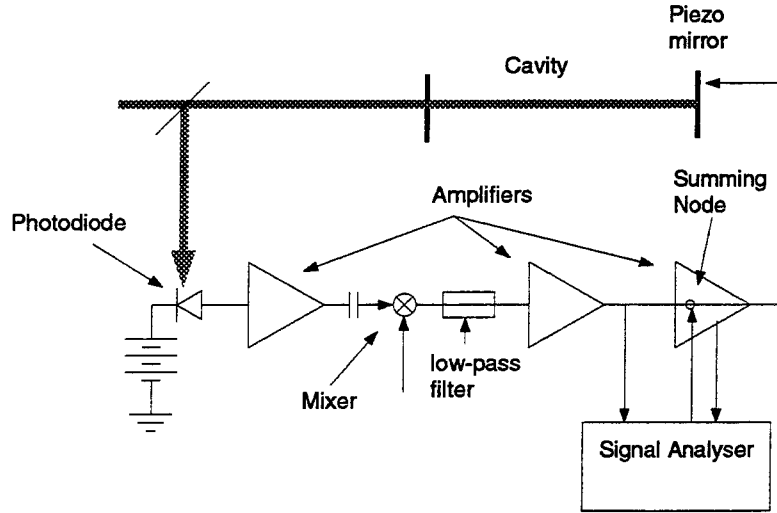 Piezo
mirror
Cavity
Amplifiers
Summing
Node
Photodiode
Mixer
low-pass
filter
Signal Analyser